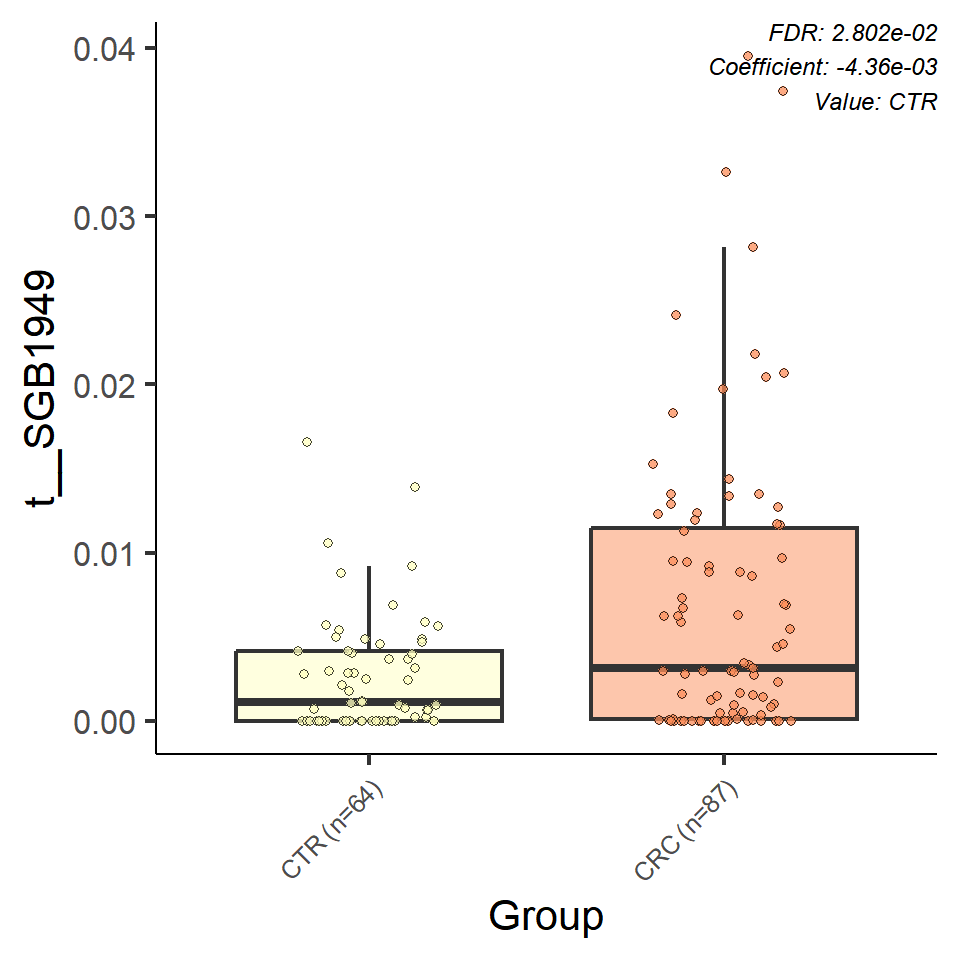 FDR: 2.802e-02
Coefficient: -4.36e-03
Value: CTR
0.04
0.03
0.02
0.01
0.00
t__SGB1949
CTR (n=64)
CRC (n=87)
Group